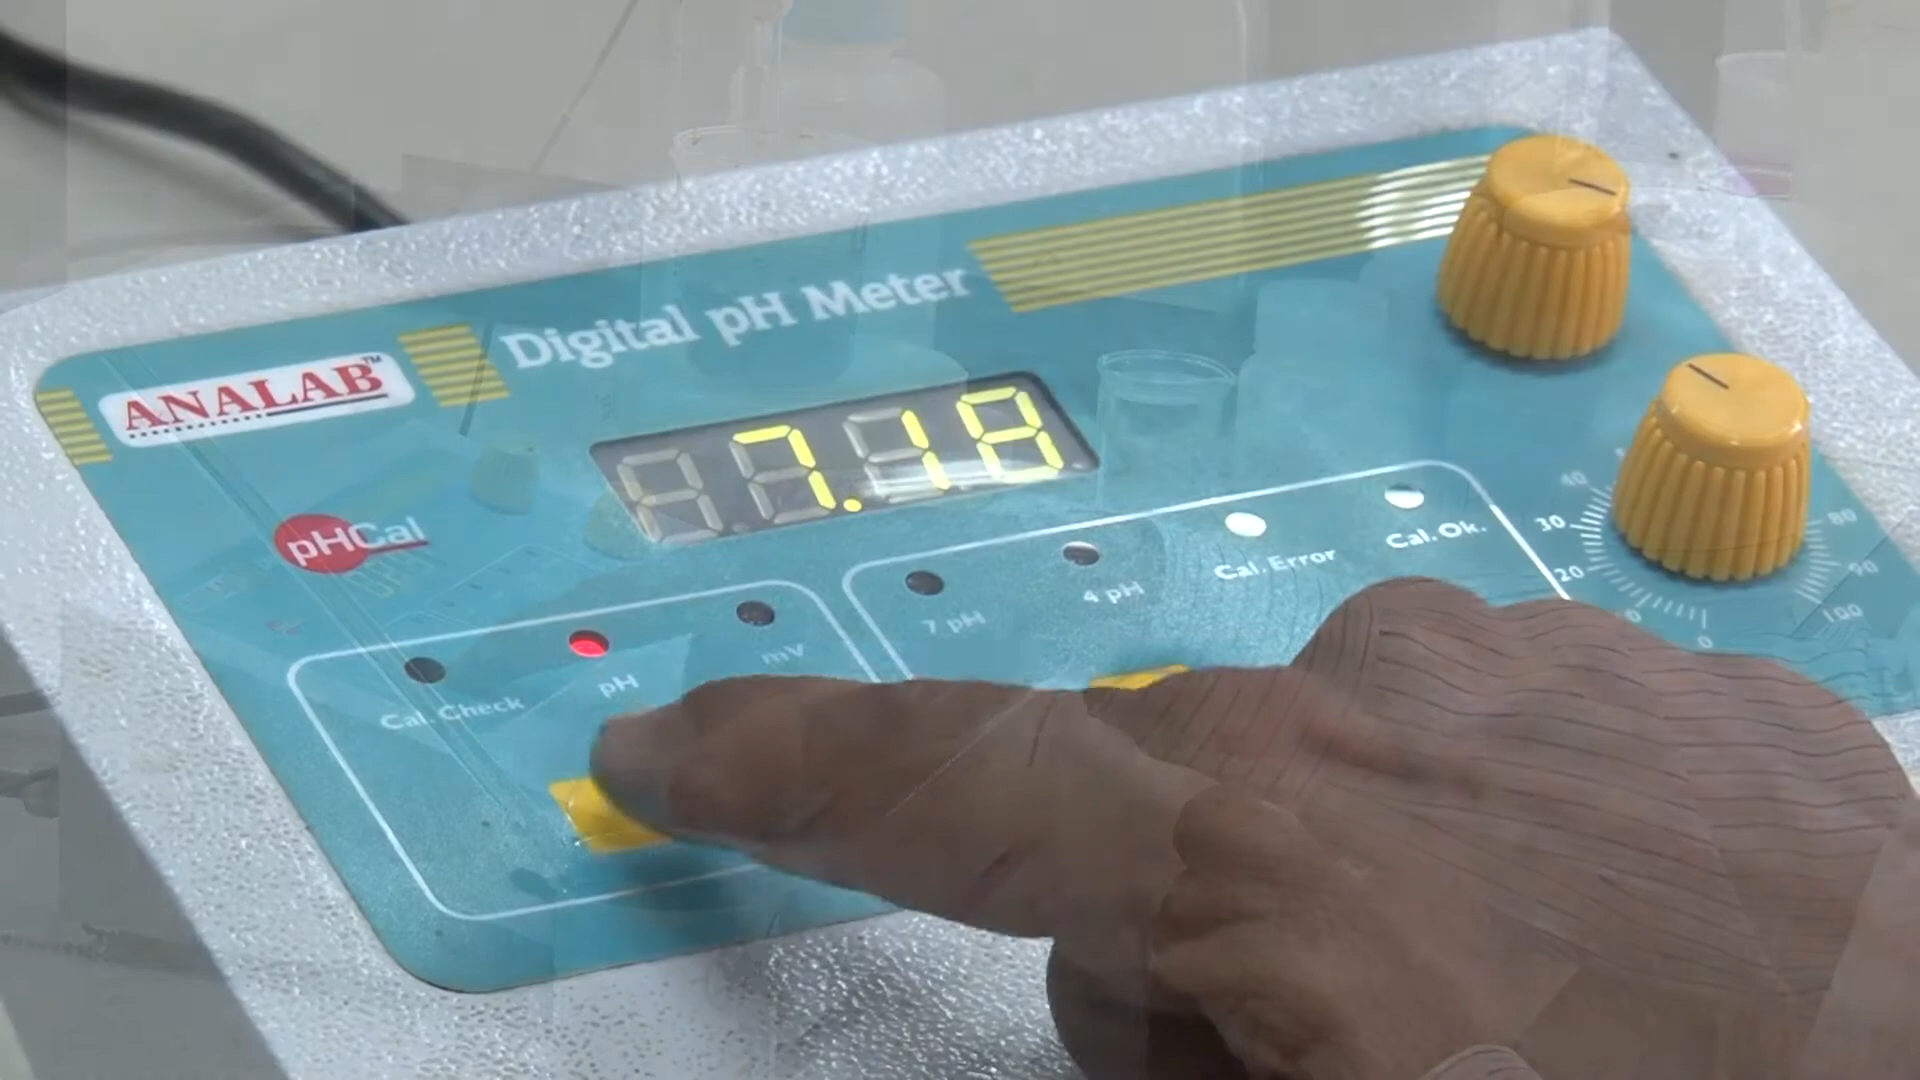 Digital pH Meter
ANALAB™
7.18
pHCal
Cal. Check
pH
mV
7 pH
4 pH
Cal. Error
Cal. Ok.
40
30
20
0
80
90
100